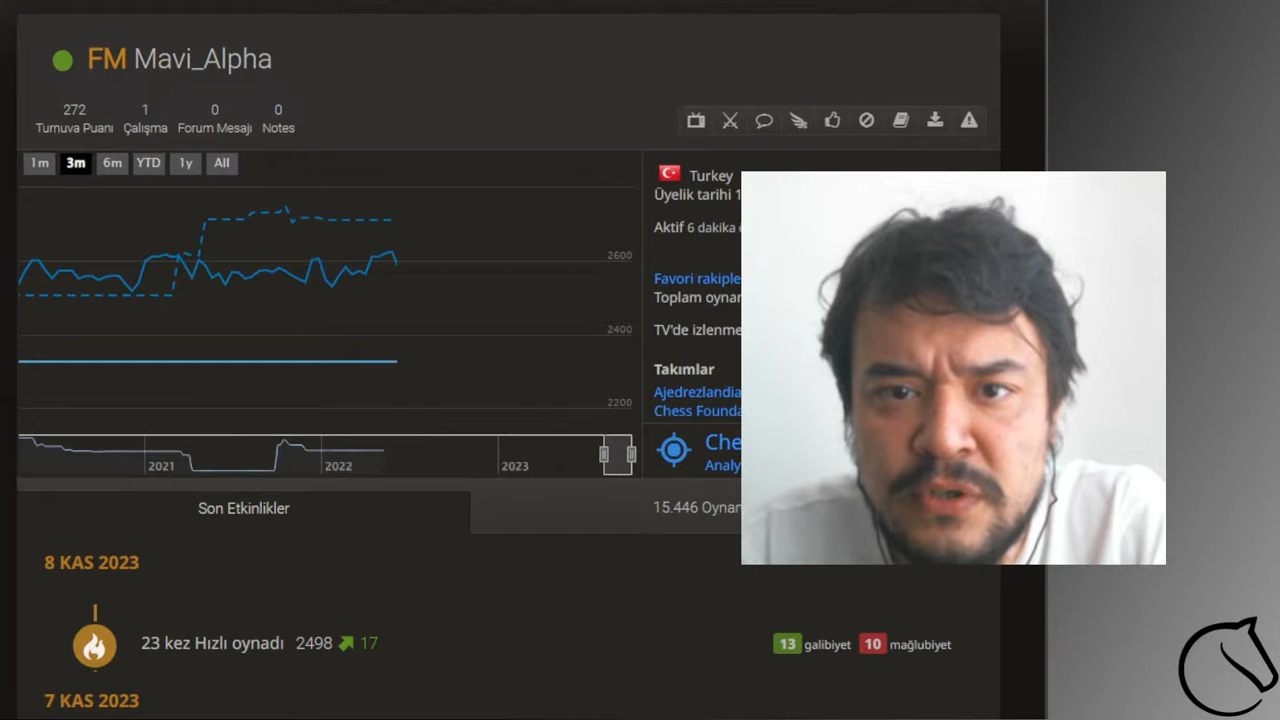 FM Mavi_Alpha
272 1 0 0
Turnuva Puanı Çalışma Forum Mesajı Notes
1m 3m 6m YTD 1y All
Turkey
Üyelik tarihi 1
Aktif 6 dakika
2600
Favori rakiple
Toplam oynan
2400
TV'de izlenme
Takımlar
Ajedrezlandia
2200
Chess Founda
Che
Analy
2021 2022 2023
Son Etkinlikler
15.446 Oynan
8 KAS 2023
23 kez Hızlı oynadı 2498 17
13 galibiyet 10 mağlubiyet
7 KAS 2023